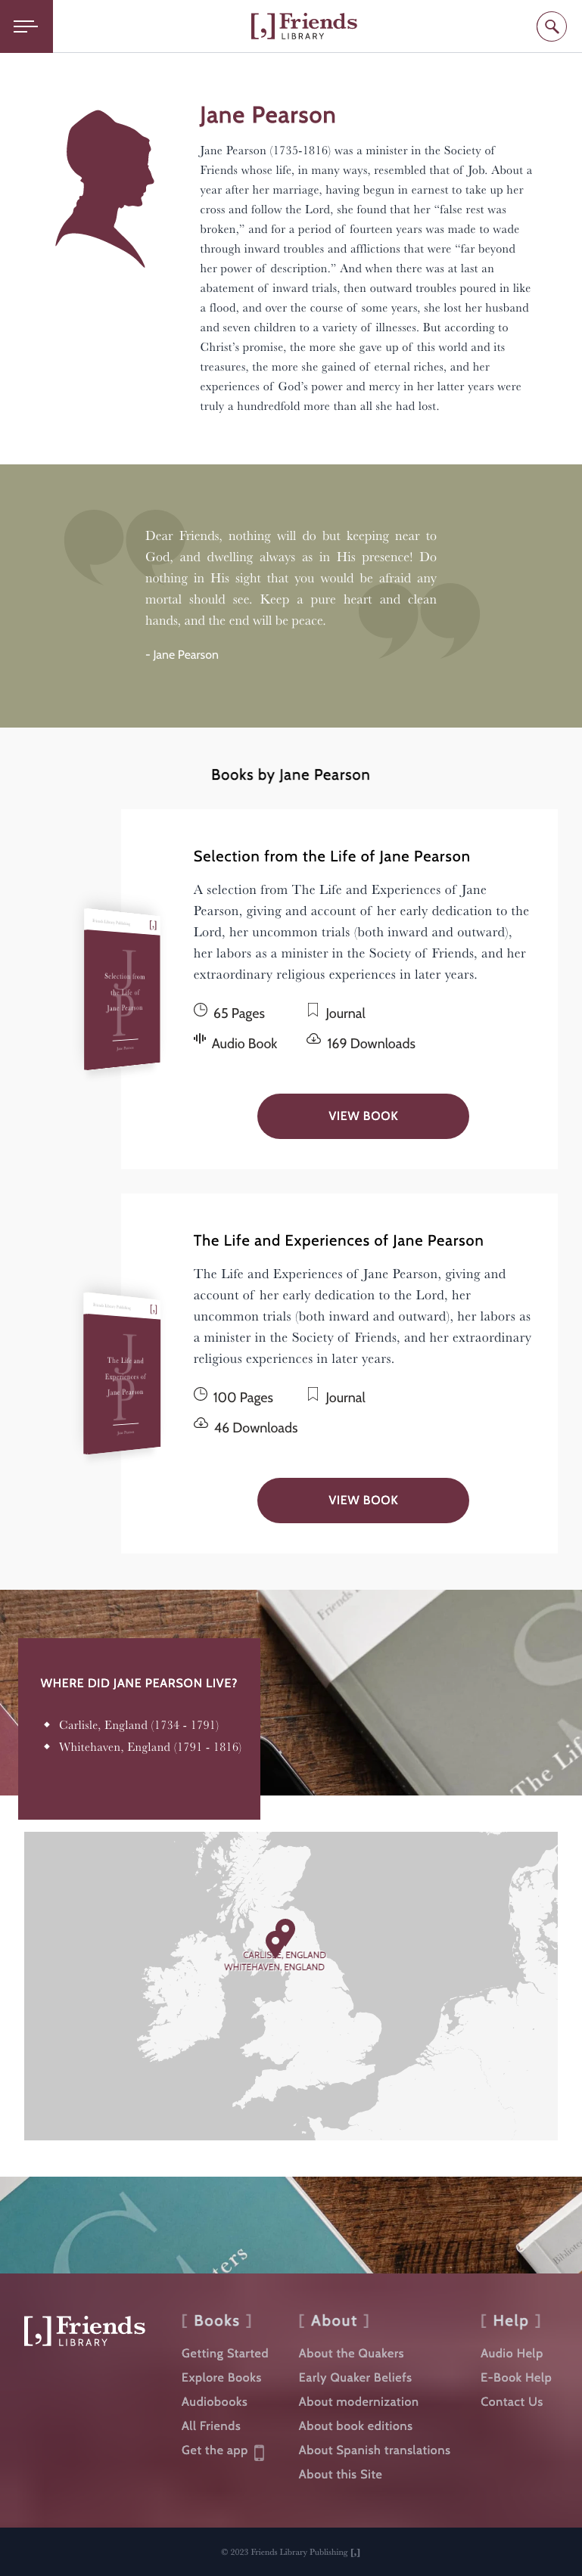 [,] Friends
LIBRARY
Jane Pearson
Jane Pearson (1735-1816) was a minister in the Society of
Friends whose life, in many ways, resembled that of Job. About a
year after her marriage, having begun in earnest to take up her
cross and follow the Lord, she found that her “false rest was
broken,” and for a period of fourteen years was made to wade
through inward troubles and afflictions that were “far beyond
her power of description.” And when there was at last an
abatement of inward trials, then outward troubles poured in like
a flood, and over the course of some years, she lost her husband
and seven children to a variety of illnesses. But according to
Christ’s promise, the more she gave up of this world and its
treasures, the more she gained of eternal riches, and her
experiences of God’s power and mercy in her latter years were
truly a hundredfold more than all she had lost.
Dear Friends, nothing will do but keeping near to
God, and dwelling always as in His presence! Do
nothing in His sight that you would be afraid any
mortal should see. Keep a pure heart and clean
hands, and the end will be peace.
- Jane Pearson
Books by Jane Pearson
Selection from the Life of Jane Pearson
A selection from The Life and Experiences of Jane
Pearson, giving and account of her early dedication to the
Lord, her uncommon trials (both inward and outward),
her labors as a minister in the Society of Friends, and her
extraordinary religious experiences in later years.
65 Pages
Journal
Audio Book
169 Downloads
VIEW BOOK
[,]
JP
Selection from
the Life of
Jane Pearson
The Life and Experiences of Jane Pearson
The Life and Experiences of Jane Pearson, giving and
account of her early dedication to the Lord, her
uncommon trials (both inward and outward), her labors as
a minister in the Society of Friends, and her extraordinary
religious experiences in later years.
100 Pages
Journal
46 Downloads
VIEW BOOK
[,]
JP
The Life and
Experiences of
Jane Pearson
Friends
The Lif
WHERE DID JANE PEARSON LIVE?
Carlisle, England (1734 - 1791)
Whitehaven, England (1791 - 1816)
CARLISLE, ENGLAND
WHITEHAVEN, ENGLAND
tters
[,] Friends
LIBRARY
[ Books ]
Getting Started
Explore Books
Audiobooks
All Friends
Get the app
[ About ]
About the Quakers
Early Quaker Beliefs
About modernization
About book editions
About Spanish translations
About this Site
[ Help ]
Audio Help
E-Book Help
Contact Us
© 2023 Friends Library Publishing [,]